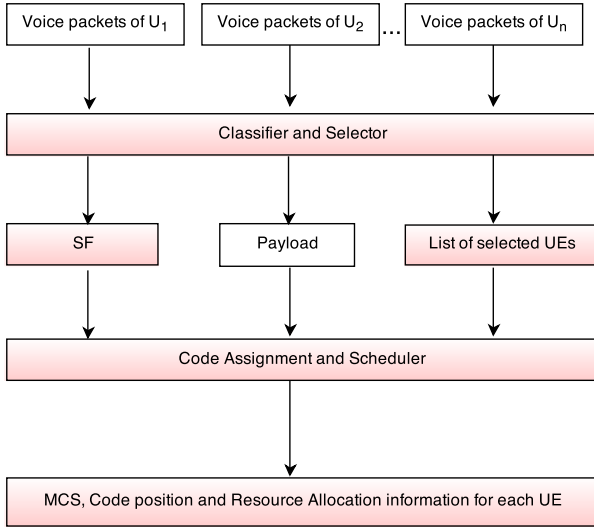 Voice packets of U1
Voice packets of U2
...
Voice packets of Un
Classifier and Selector
SF
Payload
List of selected UEs
Code Assignment and Scheduler
MCS, Code position and Resource Allocation information for each UE